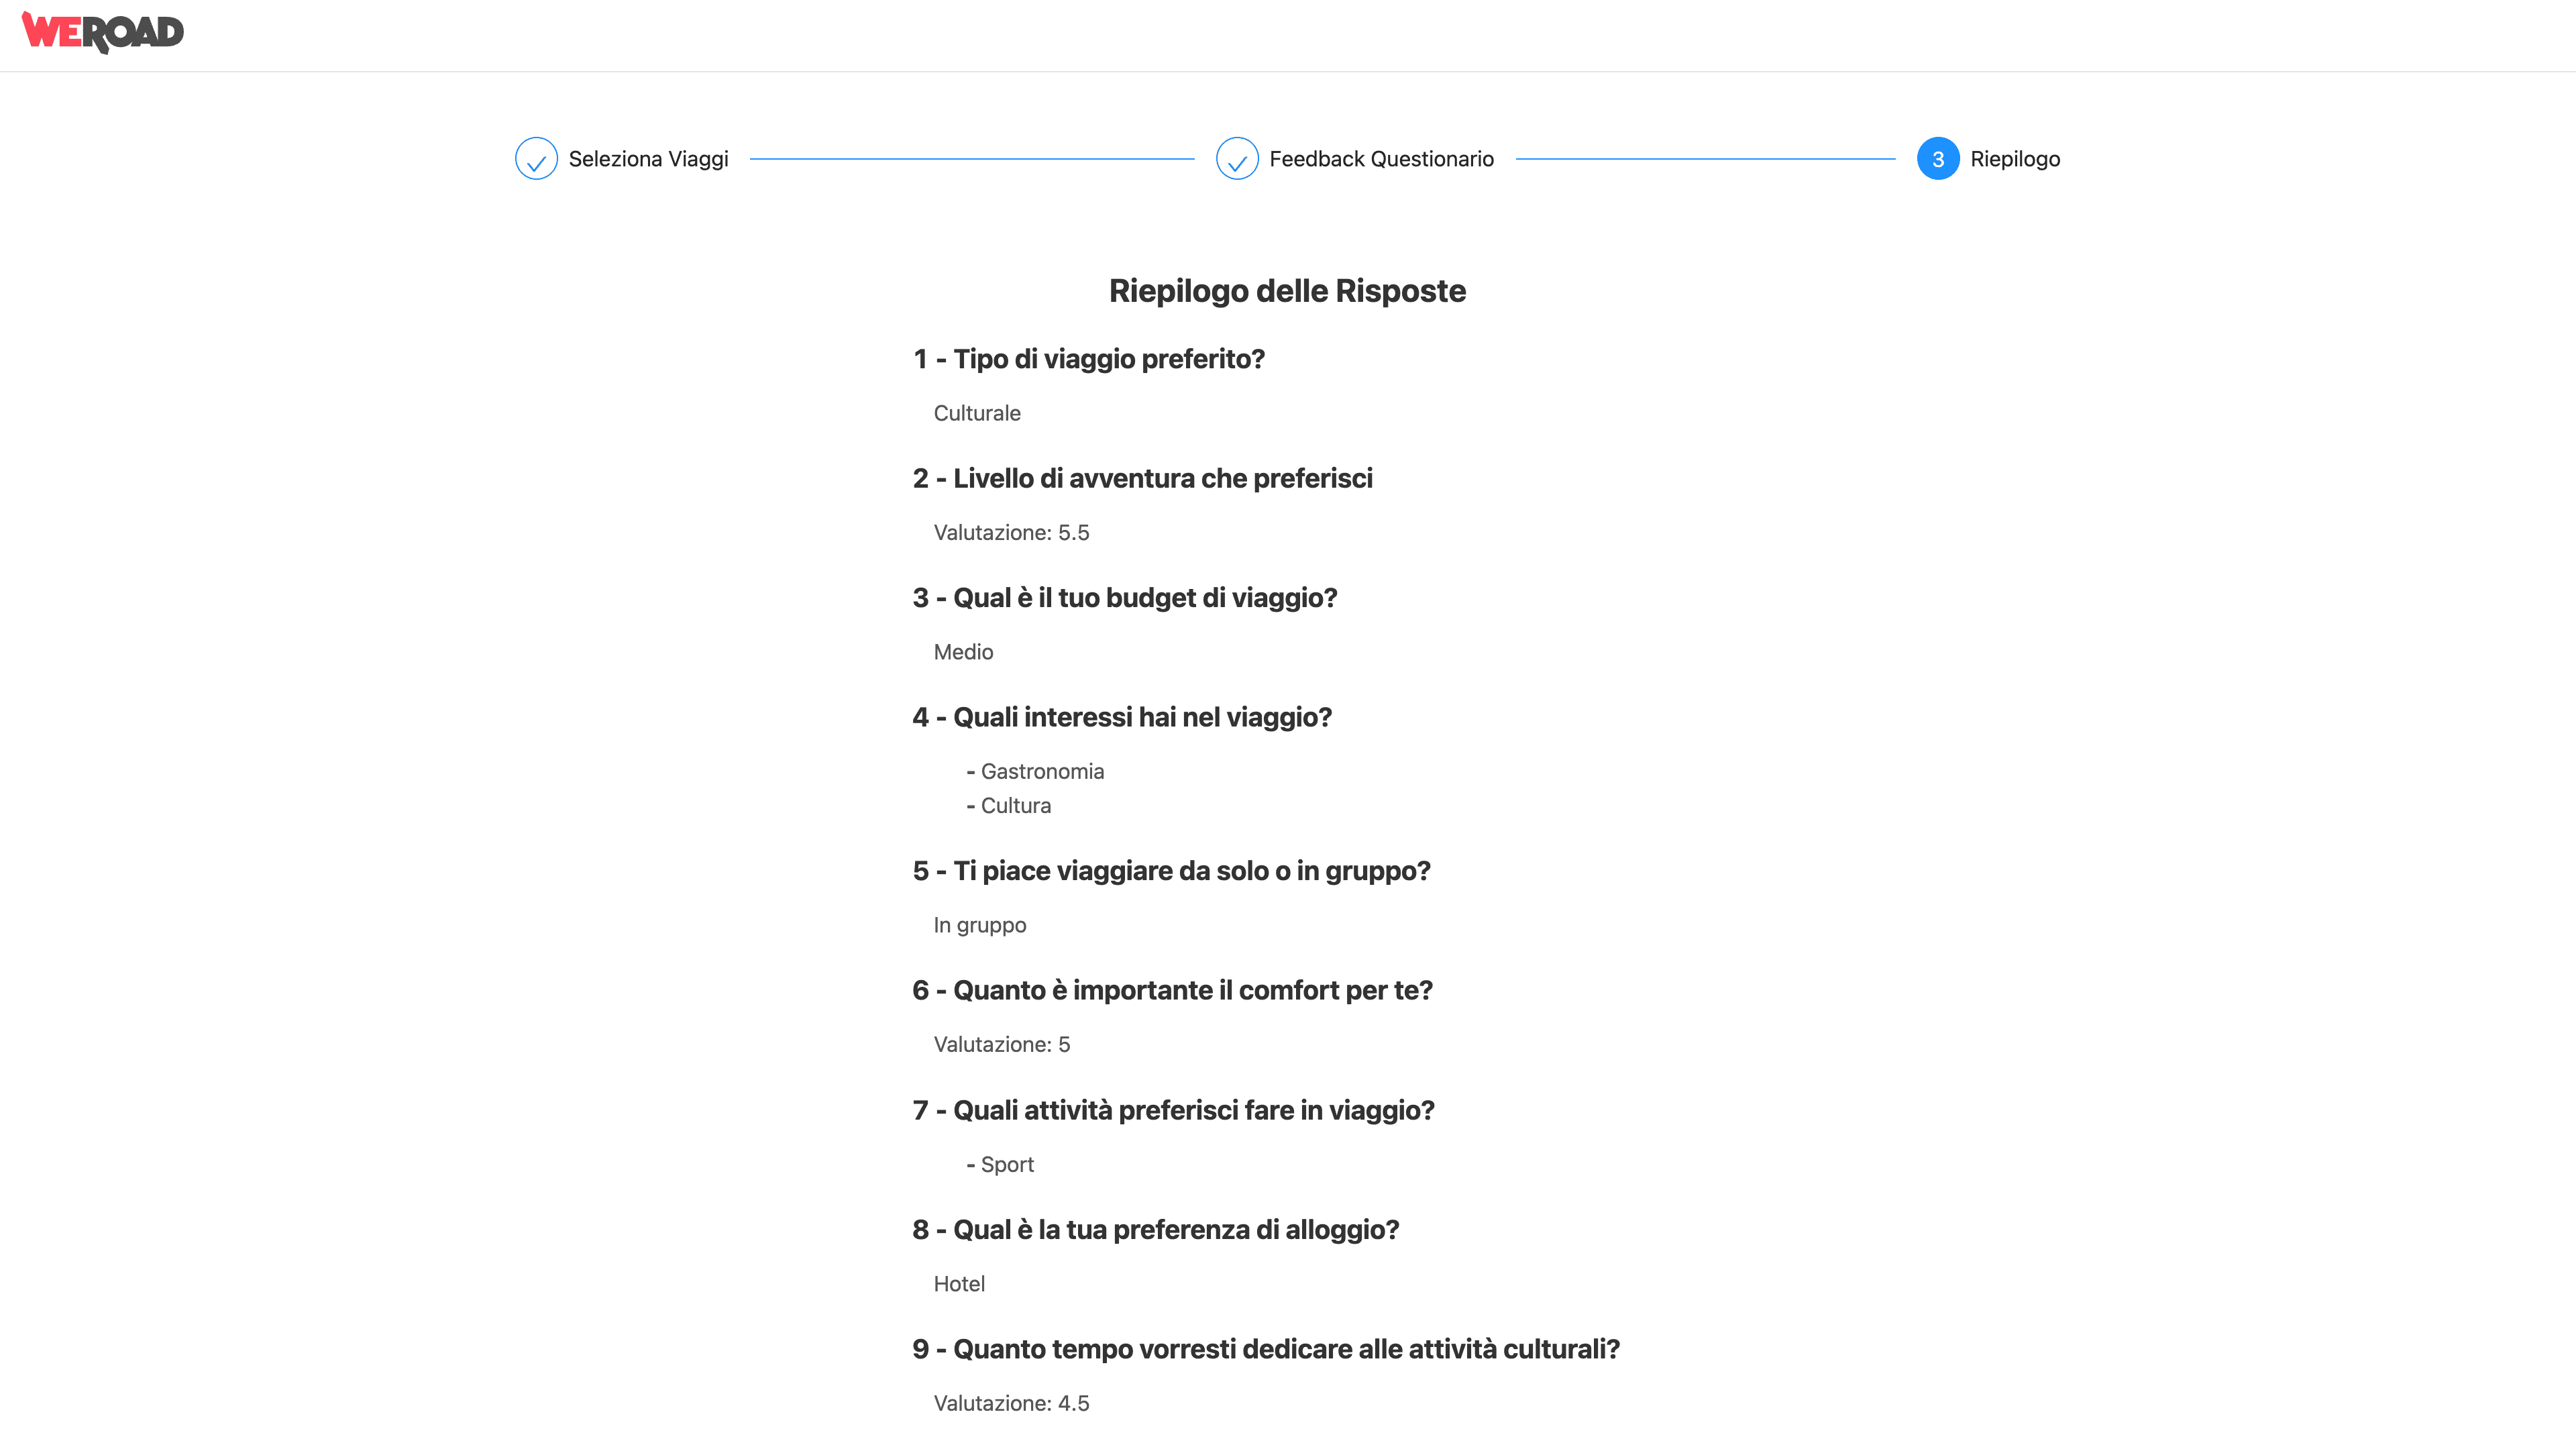 WEROAD
Seleziona Viaggi
Feedback Questionario
3 Riepilogo
Riepilogo delle Risposte
1 - Tipo di viaggio preferito?
Culturale
2 - Livello di avventura che preferisci
Valutazione: 5.5
3 - Qual è il tuo budget di viaggio?
Medio
4 - Quali interessi hai nel viaggio?
- Gastronomia
- Cultura
5 - Ti piace viaggiare da solo o in gruppo?
In gruppo
6 - Quanto è importante il comfort per te?
Valutazione: 5
7 - Quali attività preferisci fare in viaggio?
- Sport
8 - Qual è la tua preferenza di alloggio?
Hotel
9 - Quanto tempo vorresti dedicare alle attività culturali?
Valutazione: 4.5